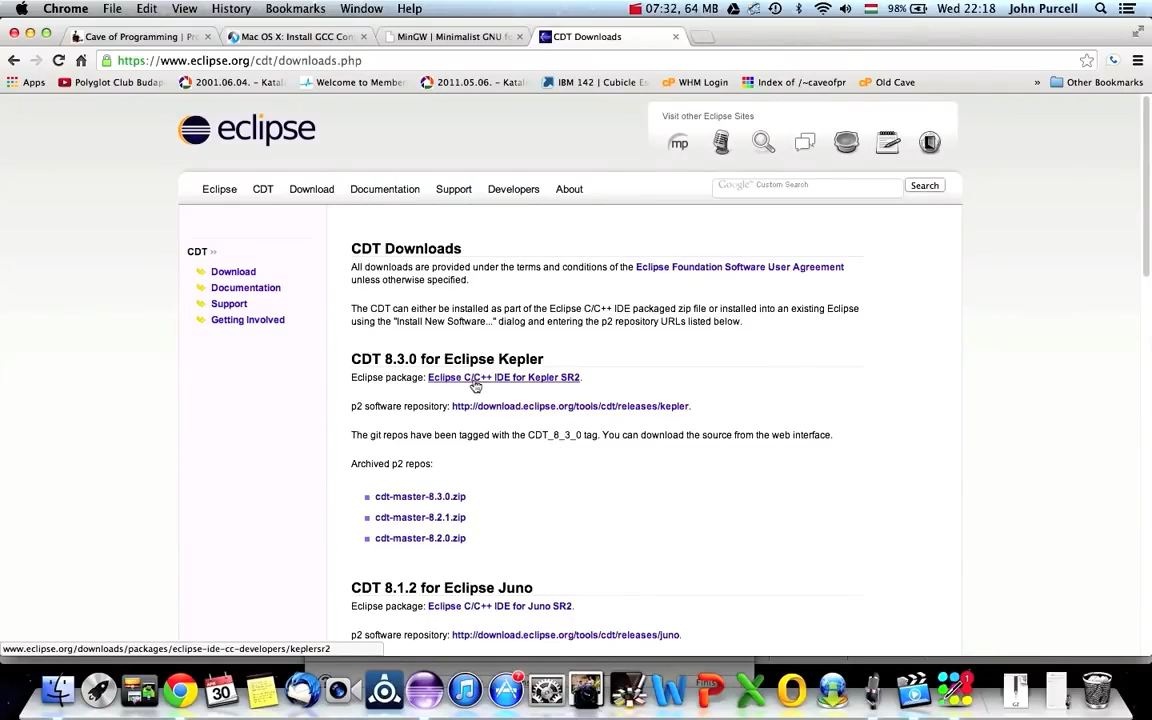 Chrome File Edit View History Bookmarks Window Help 07:32, 64 MB 98% Wed 22:18 John Purcell
Cave of Programming | Pr
Mac OS X: Install GCC Com
MinGW | Minimalist GNU fo
CDT Downloads
https://www.eclipse.org/cdt/downloads.php
Apps Polyglot Club Budap 2001.06.04. - Katal Welcome to Member 2011.05.06. - Katal IBM 142 | Cubicle Es WHM Login Index of /caveofpr Old Cave » Other Bookmarks
eclipse
Visit other Eclipse Sites
mp
Eclipse CDT Download Documentation Support Developers About
Google™ Custom Search
Search
CDT »
Download
Documentation
Support
Getting Involved
CDT Downloads
All downloads are provided under the terms and conditions of the Eclipse Foundation Software User Agreement
unless otherwise specified.
The CDT can either be installed as part of the Eclipse C/C++ IDE packaged zip file or installed into an existing Eclipse
using the "Install New Software..." dialog and entering the p2 repository URLs listed below.
CDT 8.3.0 for Eclipse Kepler
Eclipse package: Eclipse C/C++ IDE for Kepler SR2.
p2 software repository: http://download.eclipse.org/tools/cdt/releases/kepler.
The git repos have been tagged with the CDT_8_3_0 tag. You can download the source from the web interface.
Archived p2 repos:
cdt-master-8.3.0.zip
cdt-master-8.2.1.zip
cdt-master-8.2.0.zip
CDT 8.1.2 for Eclipse Juno
Eclipse package: Eclipse C/C++ IDE for Juno SR2.
p2 software repository: http://download.eclipse.org/tools/cdt/releases/juno.
www.eclipse.org/downloads/packages/eclipse-ide-cc-developers/keplersr2
APR
30